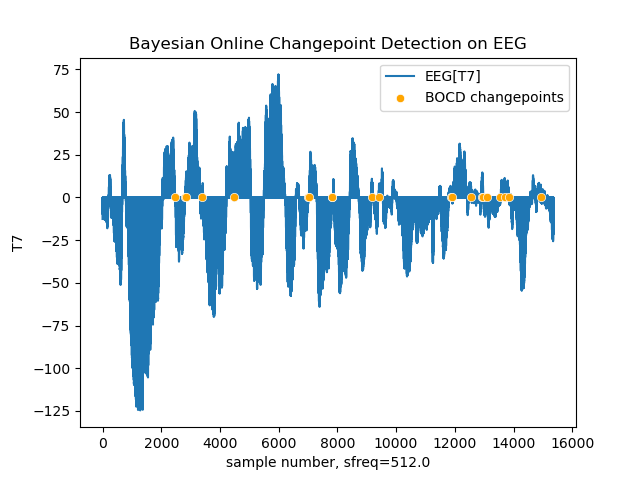 Bayesian Online Changepoint Detection on EEG
EEG[T7]
BOCD changepoints
75
50
25
0
−25
−50
−75
−100
−125
T7
0 2000 4000 6000 8000 10000 12000 14000 16000
sample number, sfreq=512.0